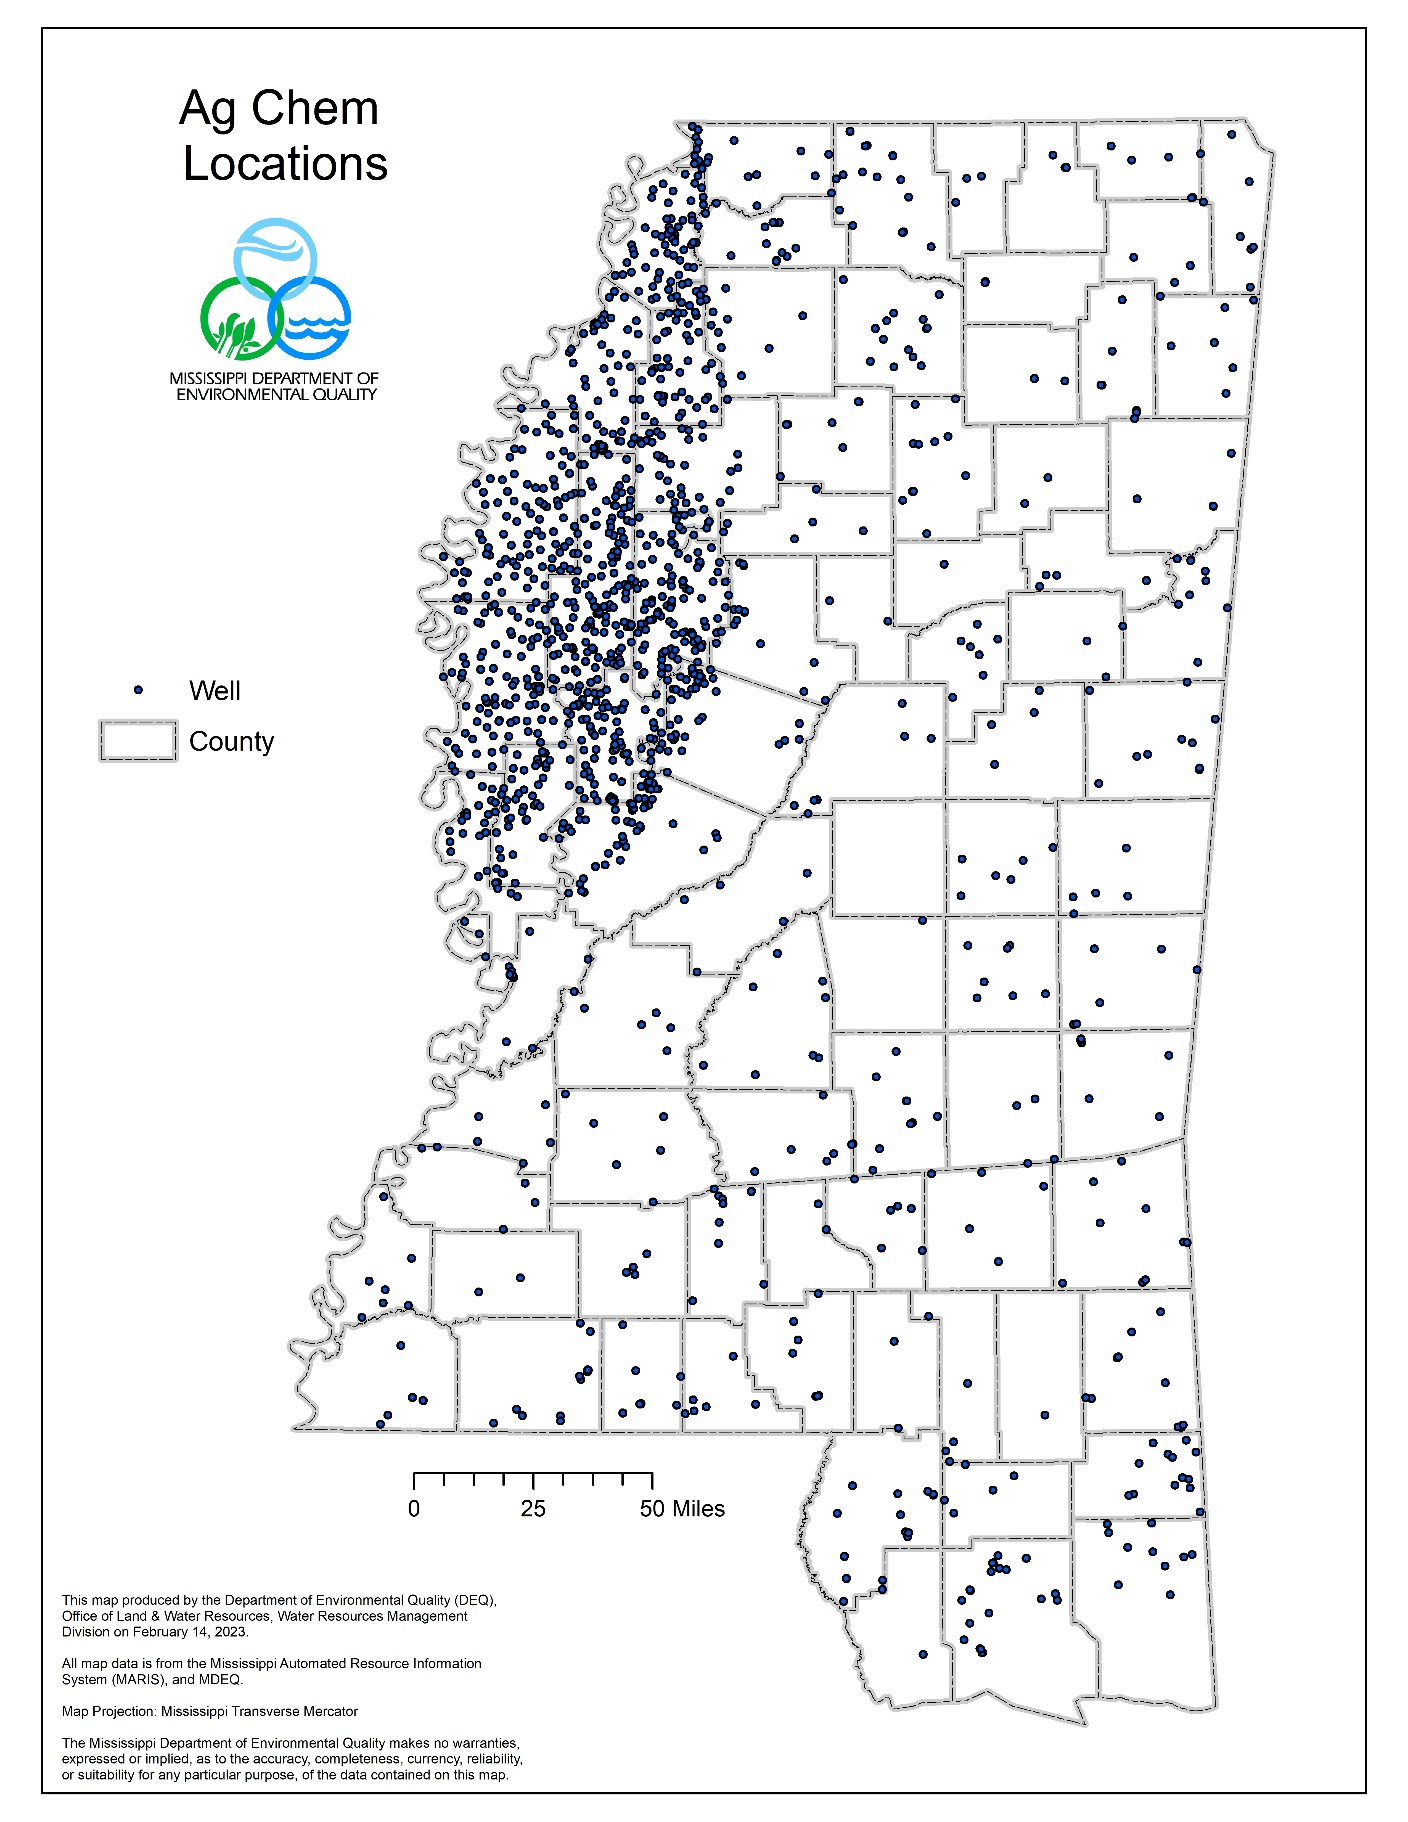 Ag Chem
Locations
MISSISSIPPI DEPARTMENT OF
ENVIRONMENTAL QUALITY
Well
County
0 25 50 Miles
This map produced by the Department of Environmental Quality (DEQ),
Office of Land & Water Resources, Water Resources Management
Division on February 14, 2023.
All map data is from the Mississippi Automated Resource Information
System (MARIS), and MDEQ.
Map Projection: Mississippi Transverse Mercator
The Mississippi Department of Environmental Quality makes no warranties,
expressed or implied, as to the accuracy, completeness, currency, reliability,
or suitability for any particular purpose, of the data contained on this map.